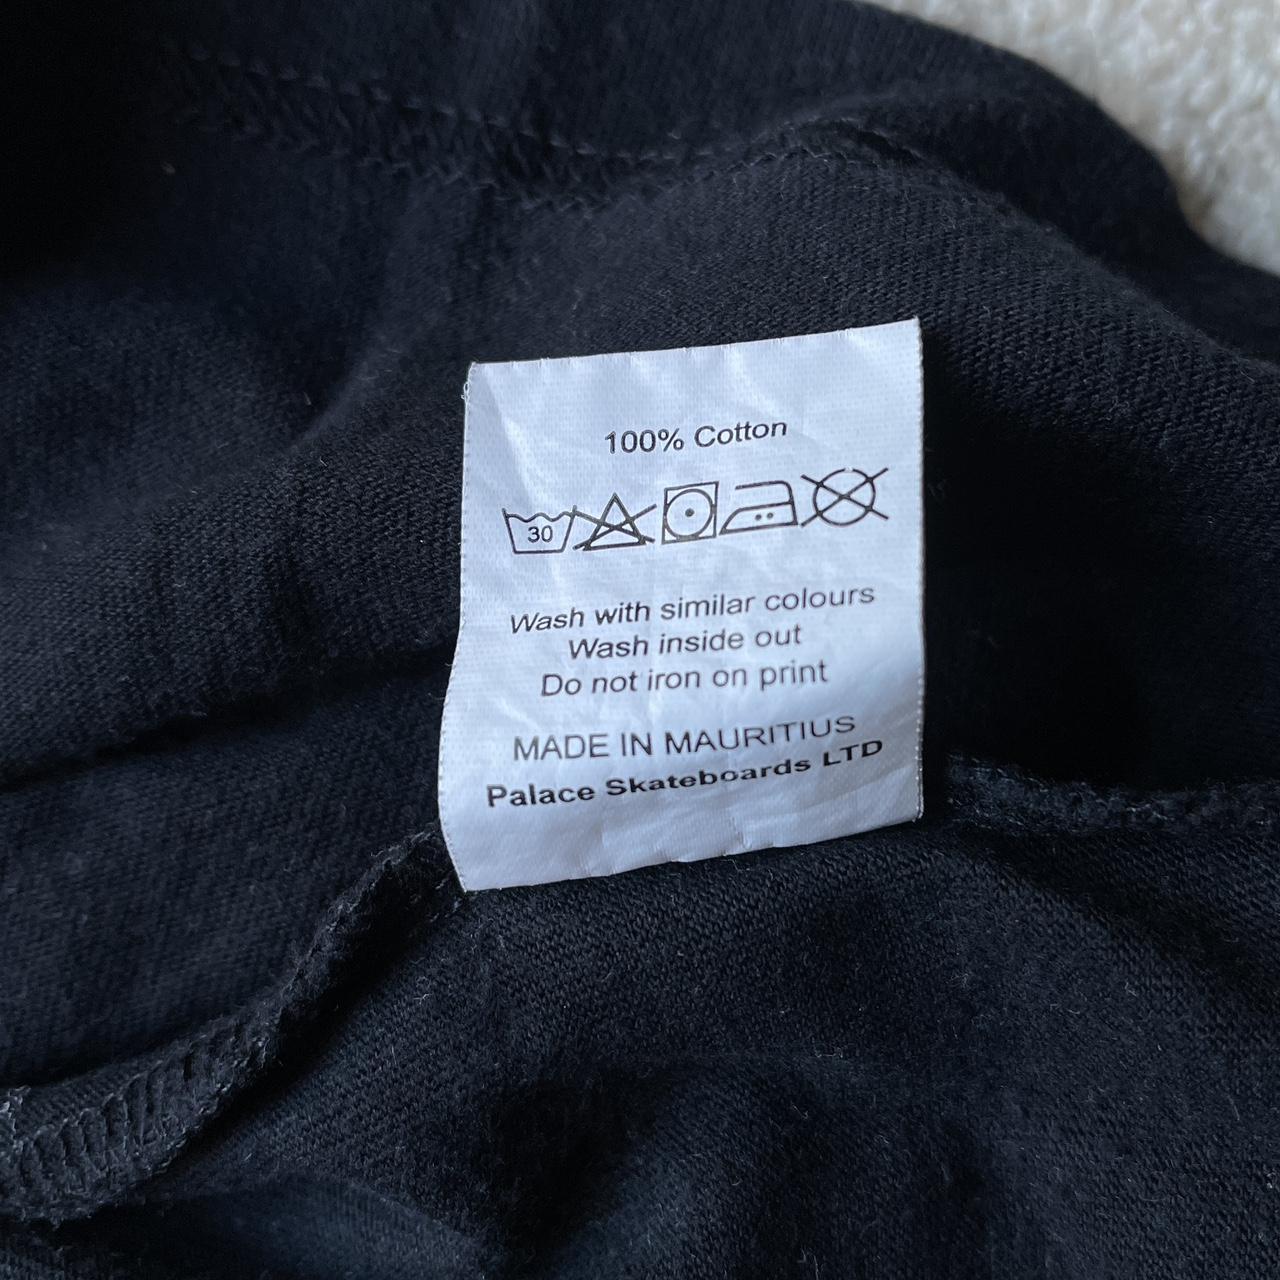 100% Cotton
30
Wash with similar colours
Wash inside out
Do not iron on print
MADE IN MAURITIUS
Palace Skateboards LTD